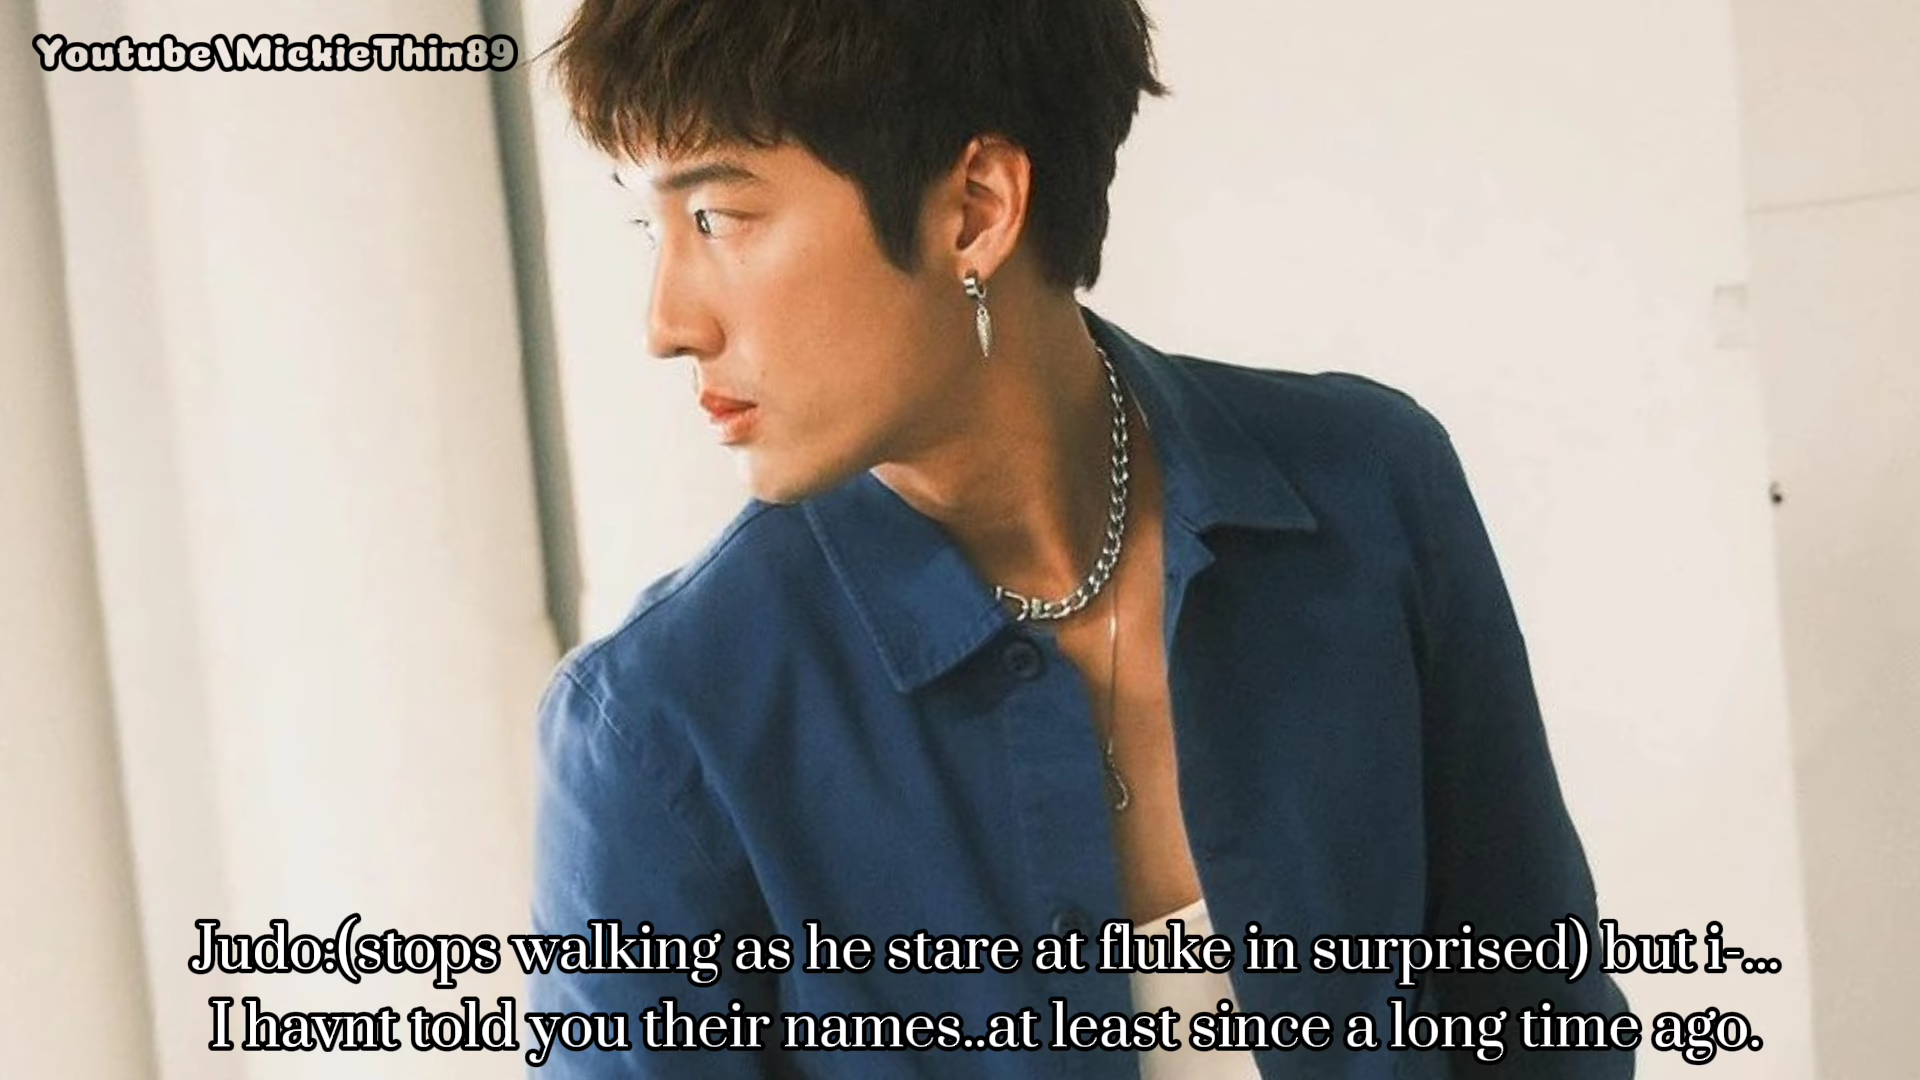 Youtube\MickieThin89
Judo:(stops walking as he stare at fluke in surprised) but i-...
I havnt told you their names..at least since a long time ago.